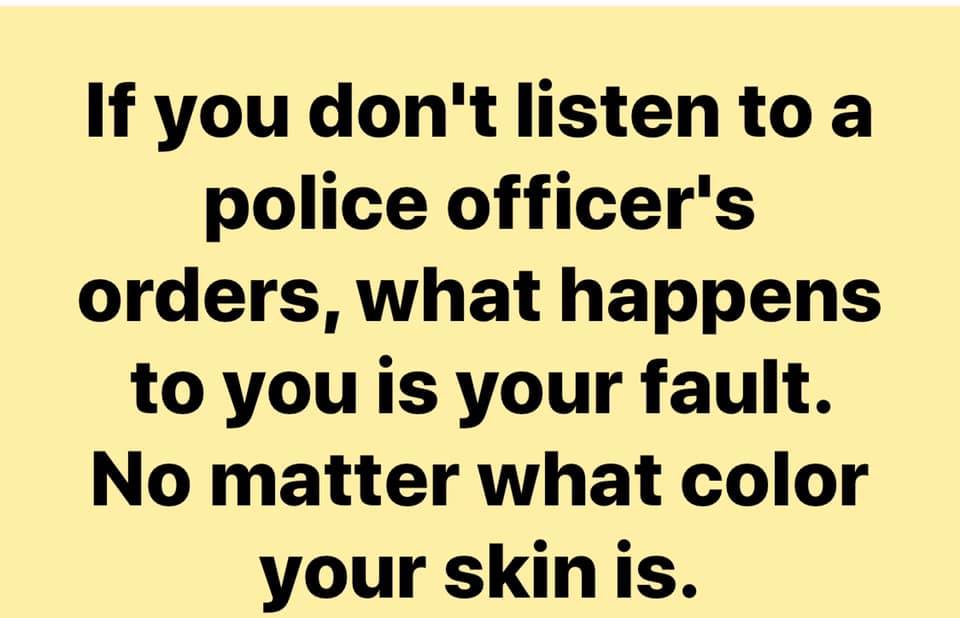 If you don't listen to a
police officer's
orders, what happens
to you is your fault.
No matter what color
your skin is.